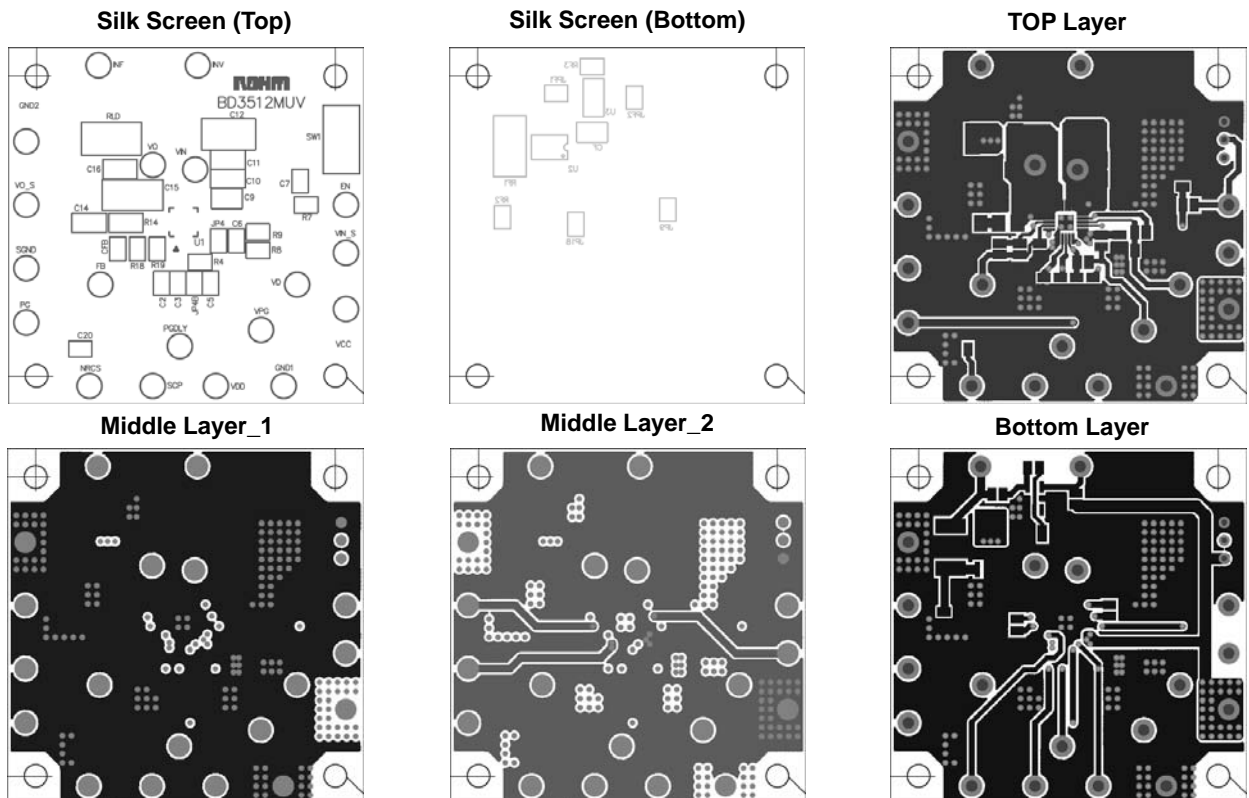 Silk Screen (Top)
Silk Screen (Bottom)
TOP Layer
INF
INV
ROHM
BD3512MUV
GND2
RLD
C12
SW1
VO
VIN
C16
C11
C15
C10
C9
C7
R7
EN
VO_S
C14
R14
JP4
C6
R9
VIN_S
CFB
R18
R19
U1
R4
SGND
FB
C2
C3
C5
VD
PG
VPG
PGDLY
VCC
C20
NRCS
SCP
VDD
GND1
U3
U2
Middle Layer_1
Middle Layer_2
Bottom Layer